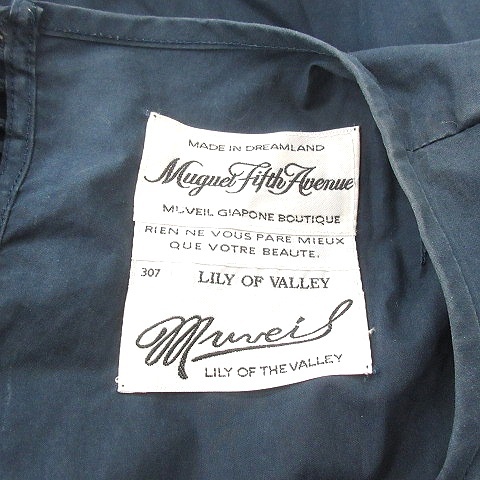 MADE IN DREAMLAND
Muguet Fifth Avenue
MUVEIL GIAPONE BOUTIQUE
RIEN NE VOUS PARE MIEUX
QUE VOTRE BEAUTE.
307 LILY OF VALLEY
Muveil
LILY OF THE VALLEY